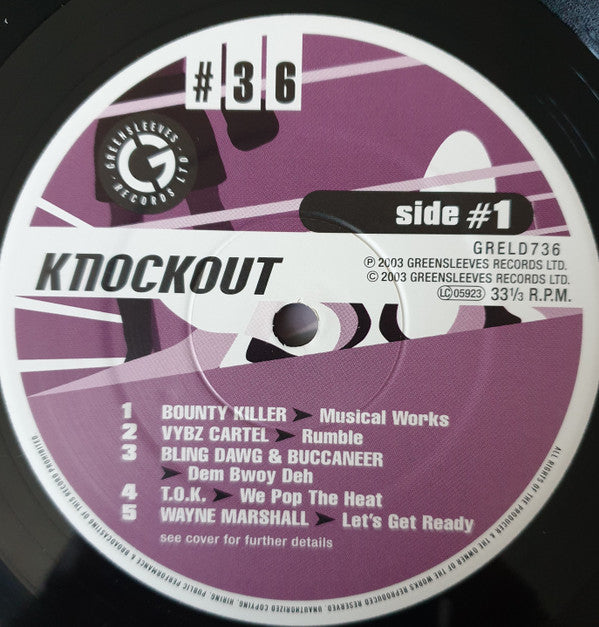 #36
GREENSLEEVES
RECORDS LTD
G
side #1
GRELD736
KNOCKOUT
℗ 2003 GREENSLEEVES RECORDS LTD.
© 2003 GREENSLEEVES RECORDS LTD.
LC 05923 33⅓ R.P.M.
1 BOUNTY KILLER ➤ Musical Works
2 VYBZ CARTEL ➤ Rumble
3 BLING DAWG & BUCCANEER
➤ Dem Bwoy Deh
4 T.O.K. ➤ We Pop The Heat
5 WAYNE MARSHALL ➤ Let's Get Ready
see cover for further details
ALL RIGHTS OF THE PRODUCER & THE OWNER OF THE WORKS REPRODUCED RESERVED. UNAUTHORIZED COPYING, HIRING, PUBLIC PERFORMANCE & BROADCASTING OF THIS RECORD PROHIBITED